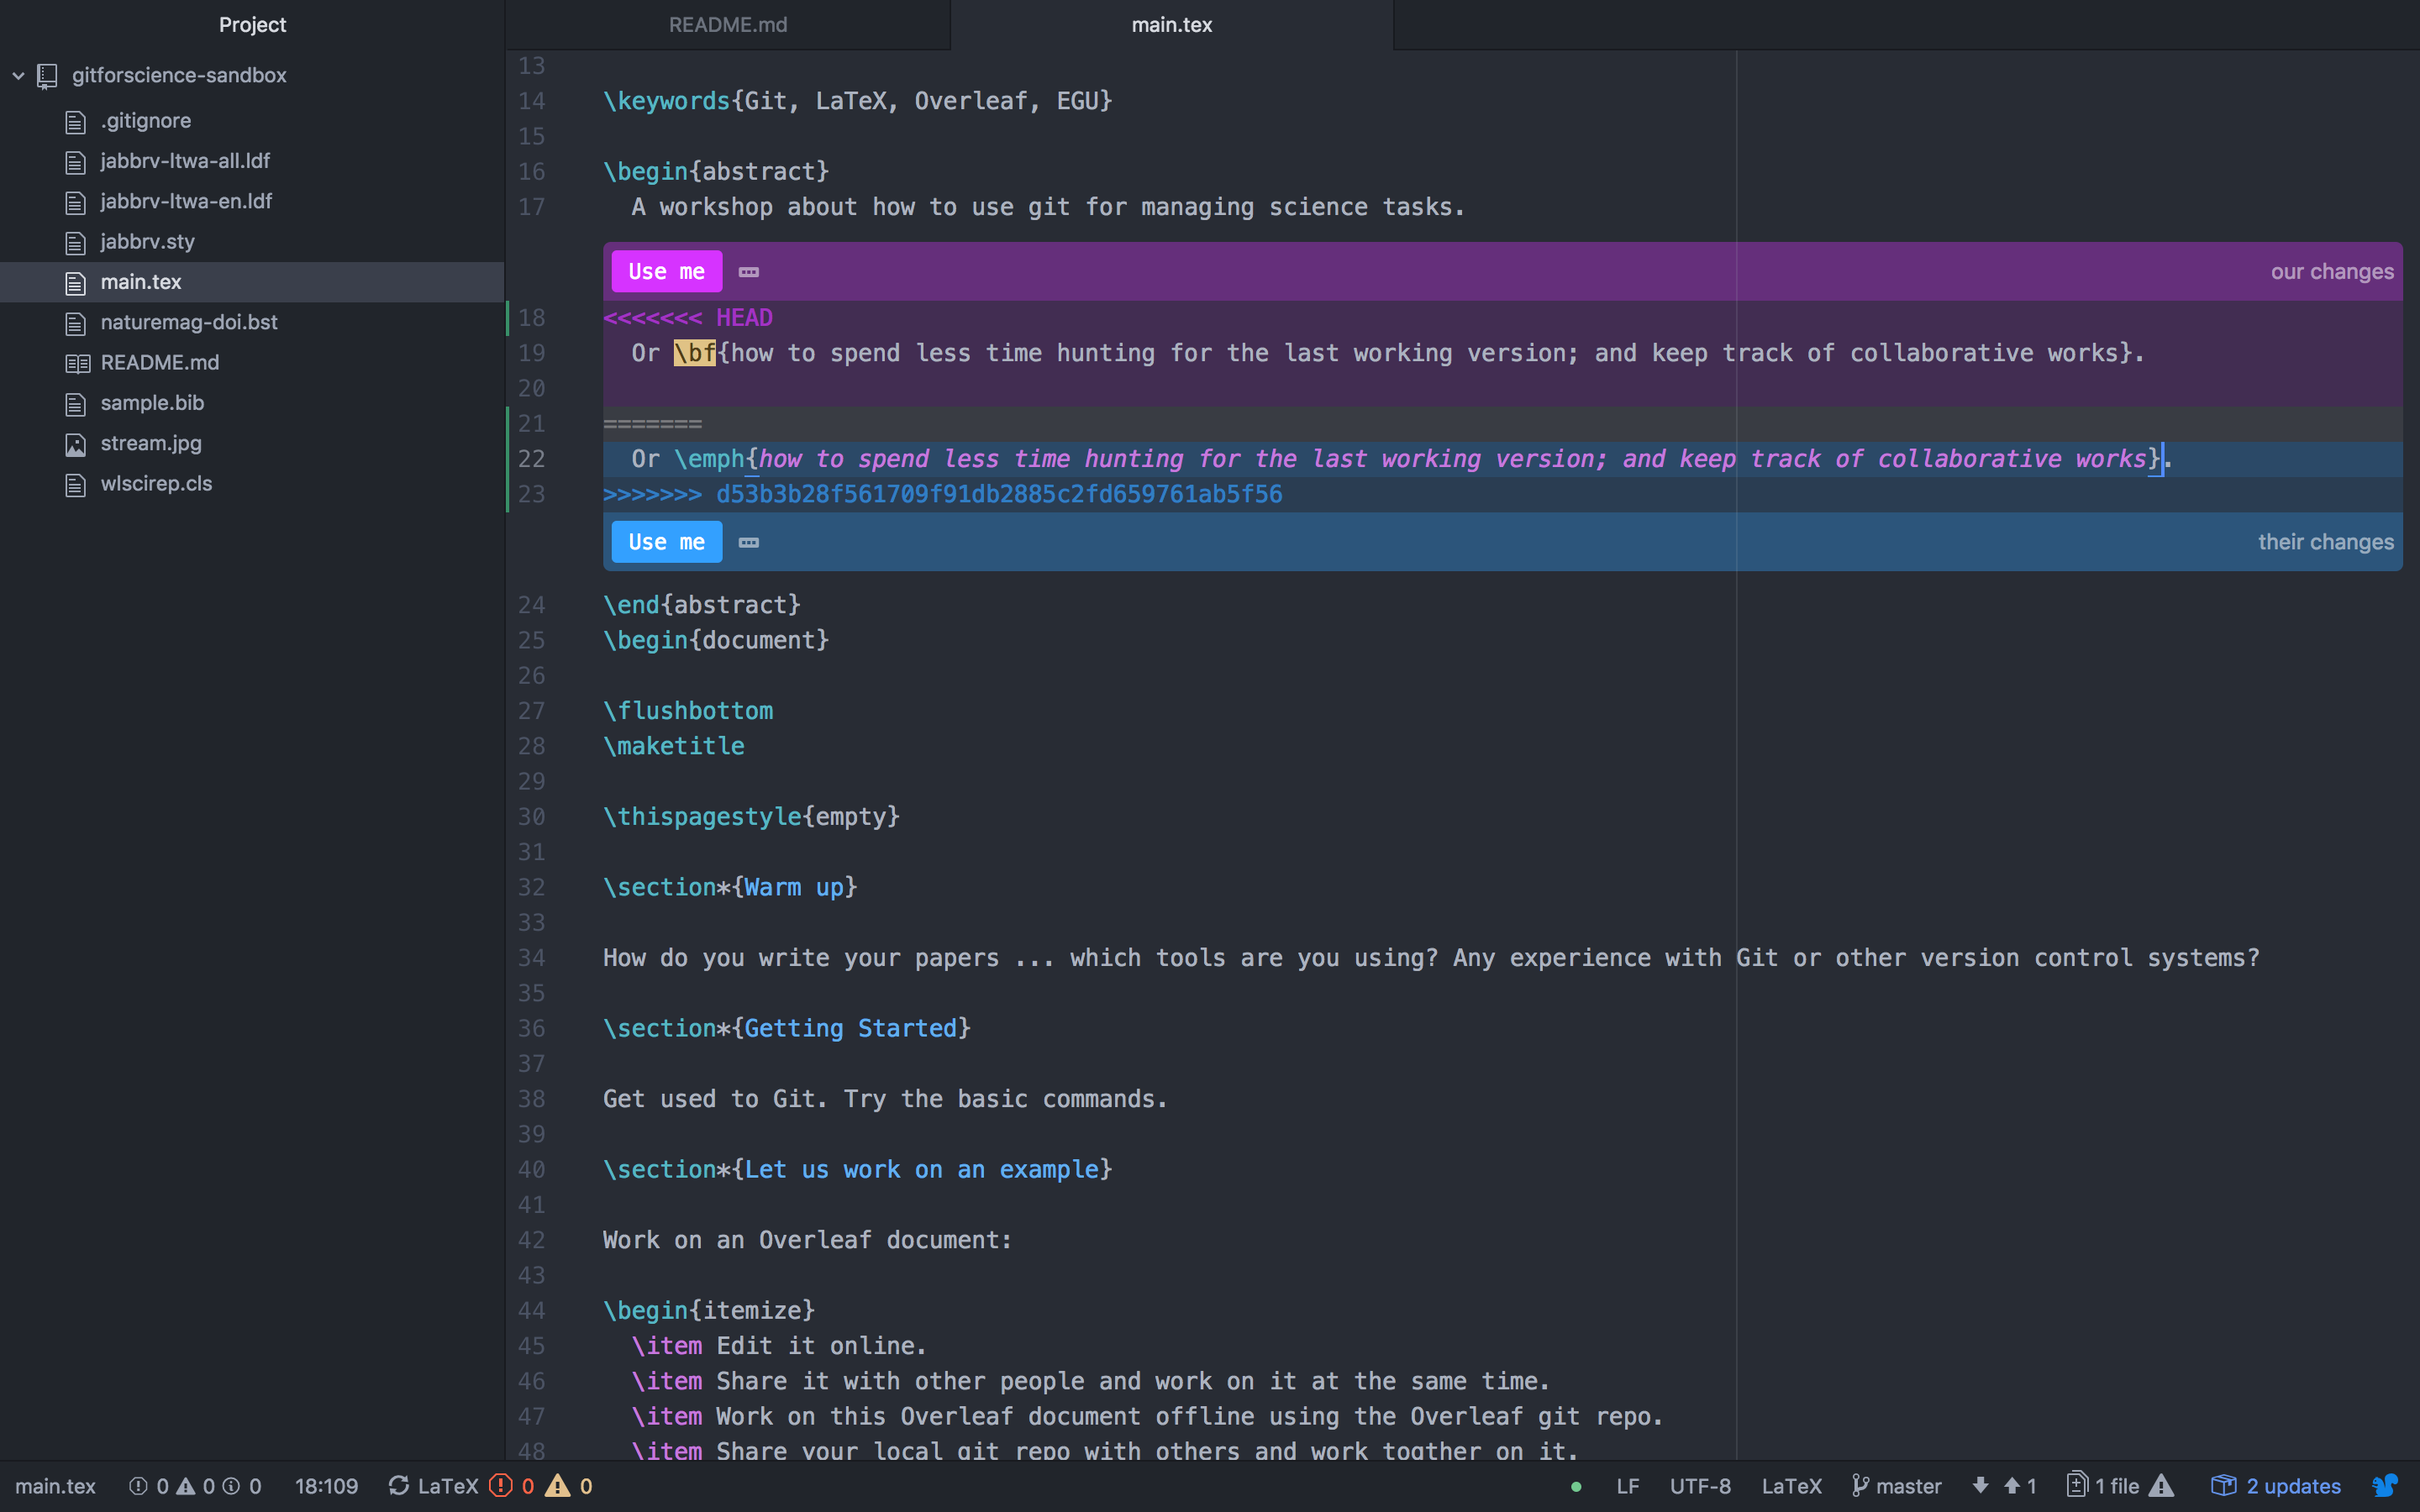 Project
README.md
main.tex
gitforscience-sandbox
.gitignore
jabbrv-ltwa-all.ldf
jabbrv-ltwa-en.ldf
jabbrv.sty
main.tex
naturemag-doi.bst
README.md
sample.bib
stream.jpg
wlscirep.cls
13
14 \keywords{Git, LaTeX, Overleaf, EGU}
15
16 \begin{abstract}
17 A workshop about how to use git for managing science tasks.
Use me our changes
18 <<<<<<< HEAD
19 Or \bf{how to spend less time hunting for the last working version; and keep track of collaborative works}.
20
21 =======
22 Or \emph{how to spend less time hunting for the last working version; and keep track of collaborative works}.
23 >>>>>>> d53b3b28f561709f91db2885c2fd659761ab5f56
Use me their changes
24 \end{abstract}
25 \begin{document}
26
27 \flushbottom
28 \maketitle
29
30 \thispagestyle{empty}
31
32 \section*{Warm up}
33
34 How do you write your papers ... which tools are you using? Any experience with Git or other version control systems?
35
36 \section*{Getting Started}
37
38 Get used to Git. Try the basic commands.
39
40 \section*{Let us work on an example}
41
42 Work on an Overleaf document:
43
44 \begin{itemize}
45 \item Edit it online.
46 \item Share it with other people and work on it at the same time.
47 \item Work on this Overleaf document offline using the Overleaf git repo.
48 \item Share your local git repo with others and work togther on it.
main.tex 0 0 0 18:109 LaTeX 0 0 LF UTF-8 LaTeX master 1 1 file 2 updates